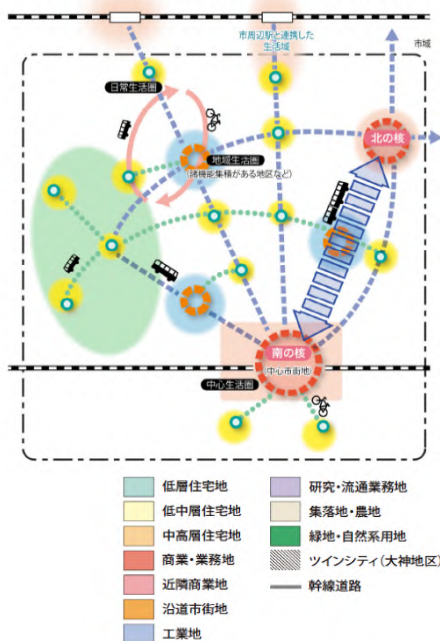 市周辺駅と連携した
生活域
市域
日常生活圏
北の核
地域生活圏
(諸機能集積がある地区など)
南の核
(中心市街地)
中心生活圏
低層住宅地
低中層住宅地
中高層住宅地
商業・業務地
近隣商業地
沿道市街地
工業地
研究・流通業務地
集落地・農地
緑地・自然系用地
ツインシティ(大神地区)
幹線道路